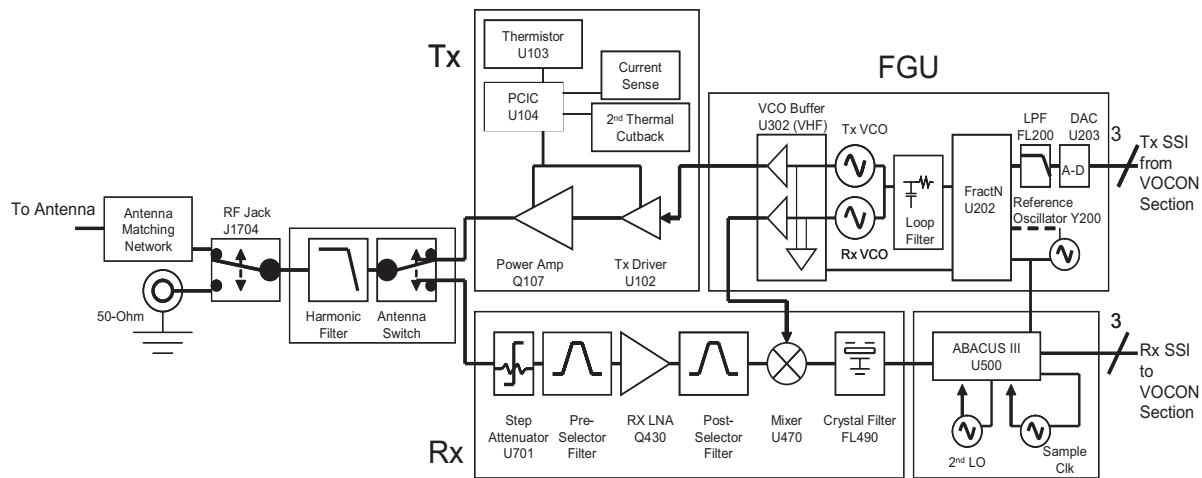 Tx
Thermistor
U103
PCIC
U104
Current
Sense
2nd Thermal
Cutback
Power Amp
Q107
Tx Driver
U102
FGU
VCO Buffer
U302 (VHF)
Tx VCO
Rx VCO
Loop
Filter
FractN
U202
LPF
FL200
DAC
U203
A-D
3
Tx SSI
from
VOCON
Section
Reference
Oscillator Y200
To Antenna
Antenna
Matching
Network
RF Jack
J1704
50-Ohm
Harmonic
Filter
Antenna
Switch
Rx
Step
Attenuator
U701
Pre-
Selector
Filter
RX LNA
Q430
Post-
Selector
Filter
Mixer
U470
Crystal Filter
FL490
ABACUS III
U500
2nd LO
Sample
Clk
3
Rx SSI
to
VOCON
Section